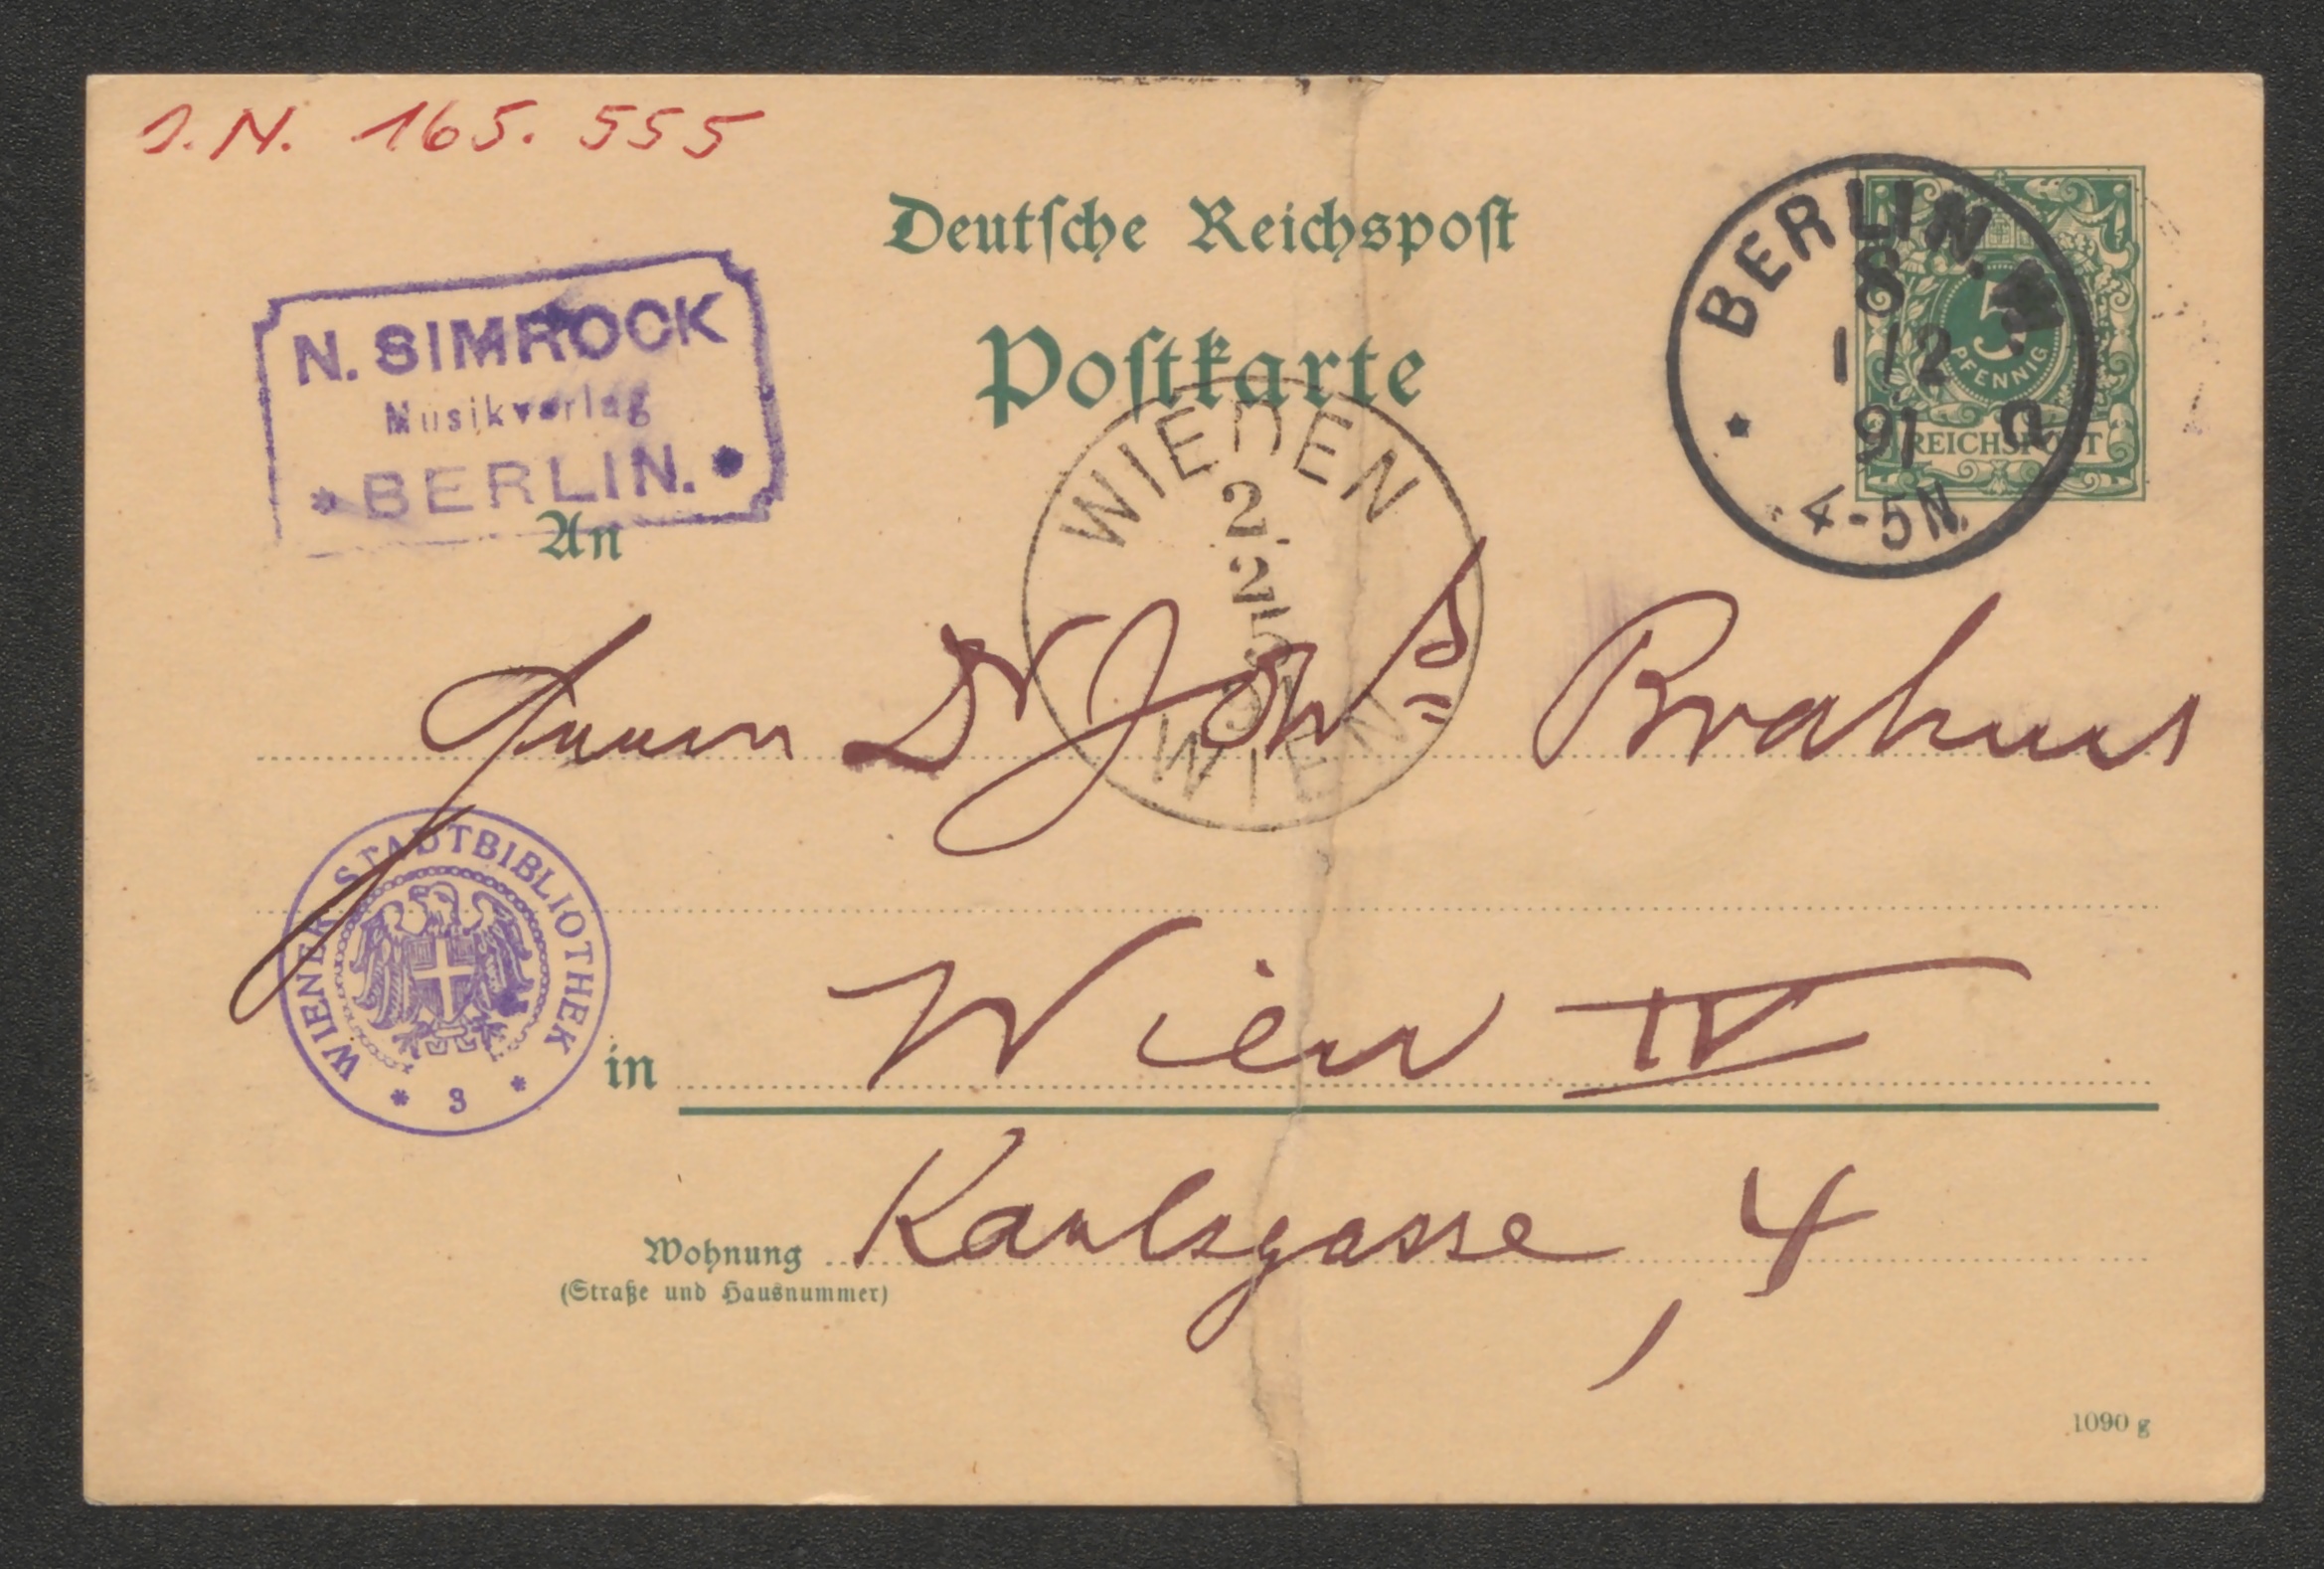 I.N. 165.555
Deutsche Reichspost
Postkarte
N. SIMROCK
Musikverlag
* BERLIN. *
BERLIN. W
8
1 12
91
4-5N.
5
PFENNIG
REICHSPOST
WIEDEN
2.
2
WIEN
An
Herrn Dr Johs Brahms
WIENER STADTBIBLIOTHEK
* 3 *
in Wien IV
Wohnung Karlsgasse, 4
(Straße und Hausnummer)
1090 g